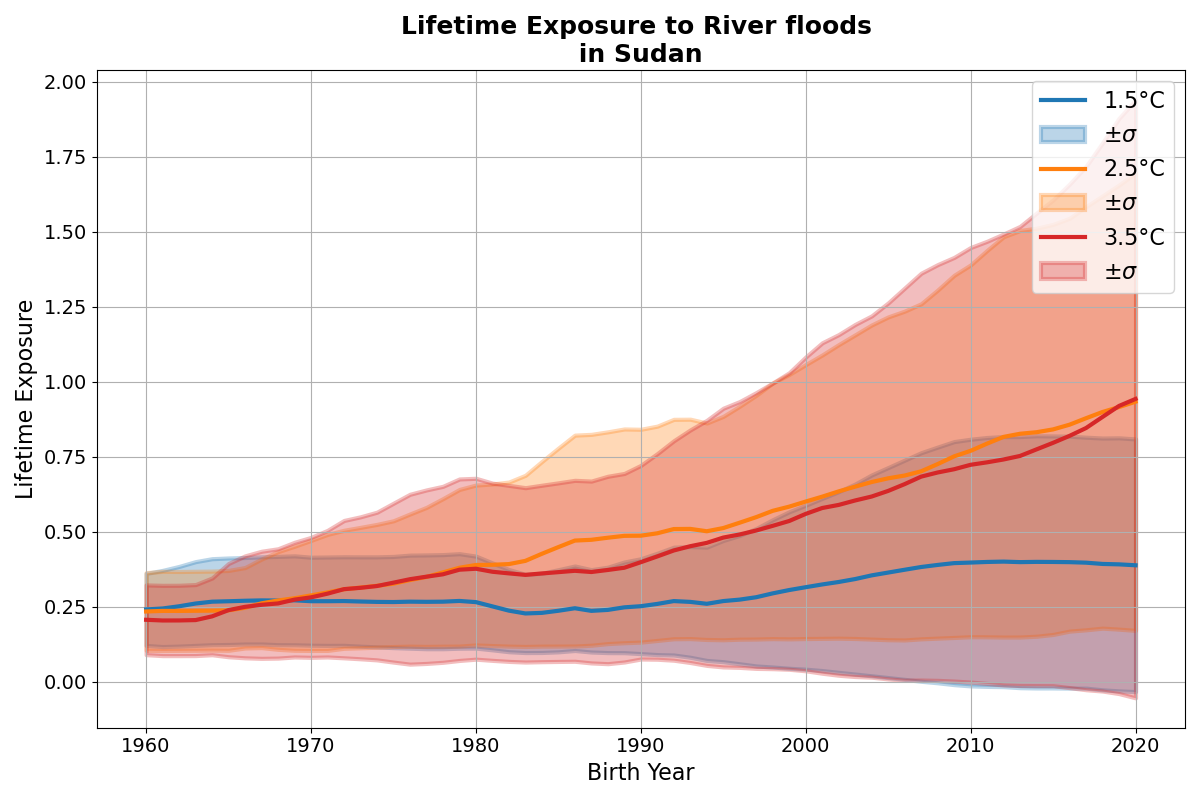 Lifetime Exposure to River floods
in Sudan
2.00
1.75
1.50
1.25
1.00
0.75
0.50
0.25
0.00
Lifetime Exposure
1.5°C
±σ
2.5°C
±σ
3.5°C
±σ
1960
1970
1980
1990
2000
2010
2020
Birth Year